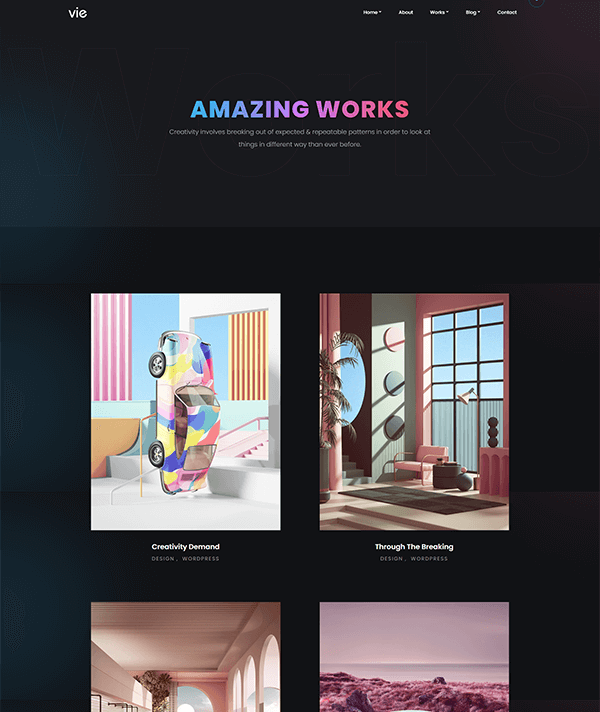 vie
Home
About
Works
Blog
Contact
Works
AMAZING WORKS
Creativity involves breaking out of expected & repeatable patterns in order to look at
things in different way than ever before.
Creativity Demand
DESIGN , WORDPRESS
Through The Breaking
DESIGN , WORDPRESS